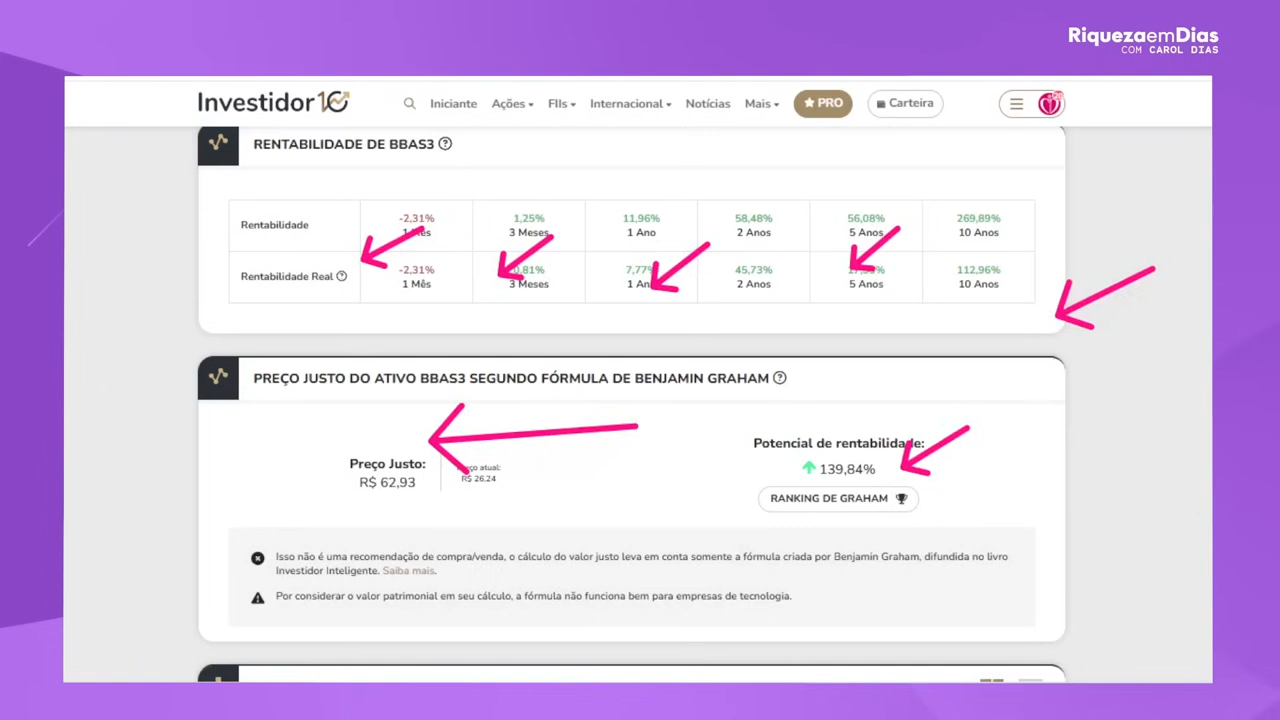 RiquezaemDias
COM CAROL DIAS
Investidor10
Iniciante Ações FIIs Internacional Notícias Mais PRO Carteira
RENTABILIDADE DE BBAS3
Rentabilidade -2,31% 1,25% 11,96% 58,48% 56,08% 269,89%
3 Meses 1 Ano 2 Anos 5 Anos 10 Anos
Rentabilidade Real -2,31% 7,77% 45,73% 112,96%
1 Mês 3 Meses 2 Anos 5 Anos 10 Anos
PREÇO JUSTO DO ATIVO BBAS3 SEGUNDO FÓRMULA DE BENJAMIN GRAHAM
Potencial de rentabilidade:
Preço Justo: atual: 139,84%
R$ 62,93 R$ 26,24
RANKING DE GRAHAM
Isso não é uma recomendação de compra/venda, o cálculo do valor justo leva em conta somente a fórmula criada por Benjamin Graham, difundida no livro
Investidor Inteligente. Saiba mais.
Por considerar o valor patrimonial em seu cálculo, a fórmula não funciona bem para empresas de tecnologia.